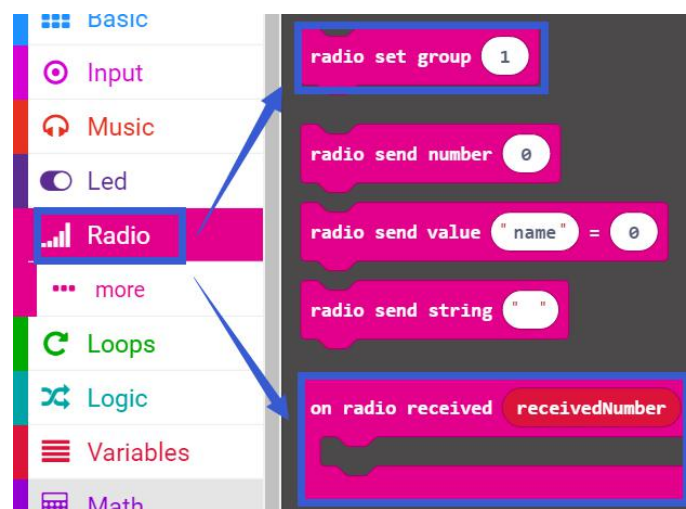 Basic
Input
Music
Led
Radio
more
Loops
Logic
Variables
Math
radio set group 1
radio send number 0
radio send value "name" = 0
radio send string " "
on radio received receivedNumber